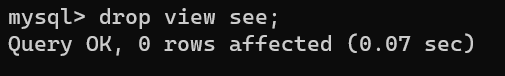 mysql> drop view see;
Query OK, 0 rows affected (0.07 sec)